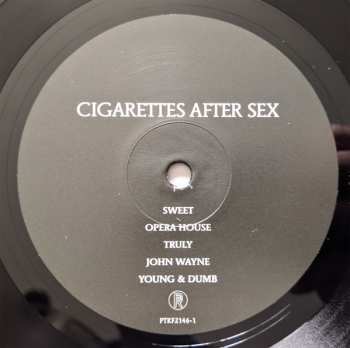 CIGARETTES AFTER SEX
SWEET
OPERA HOUSE
TRULY
JOHN WAYNE
YOUNG & DUMB
PTKF2146-1